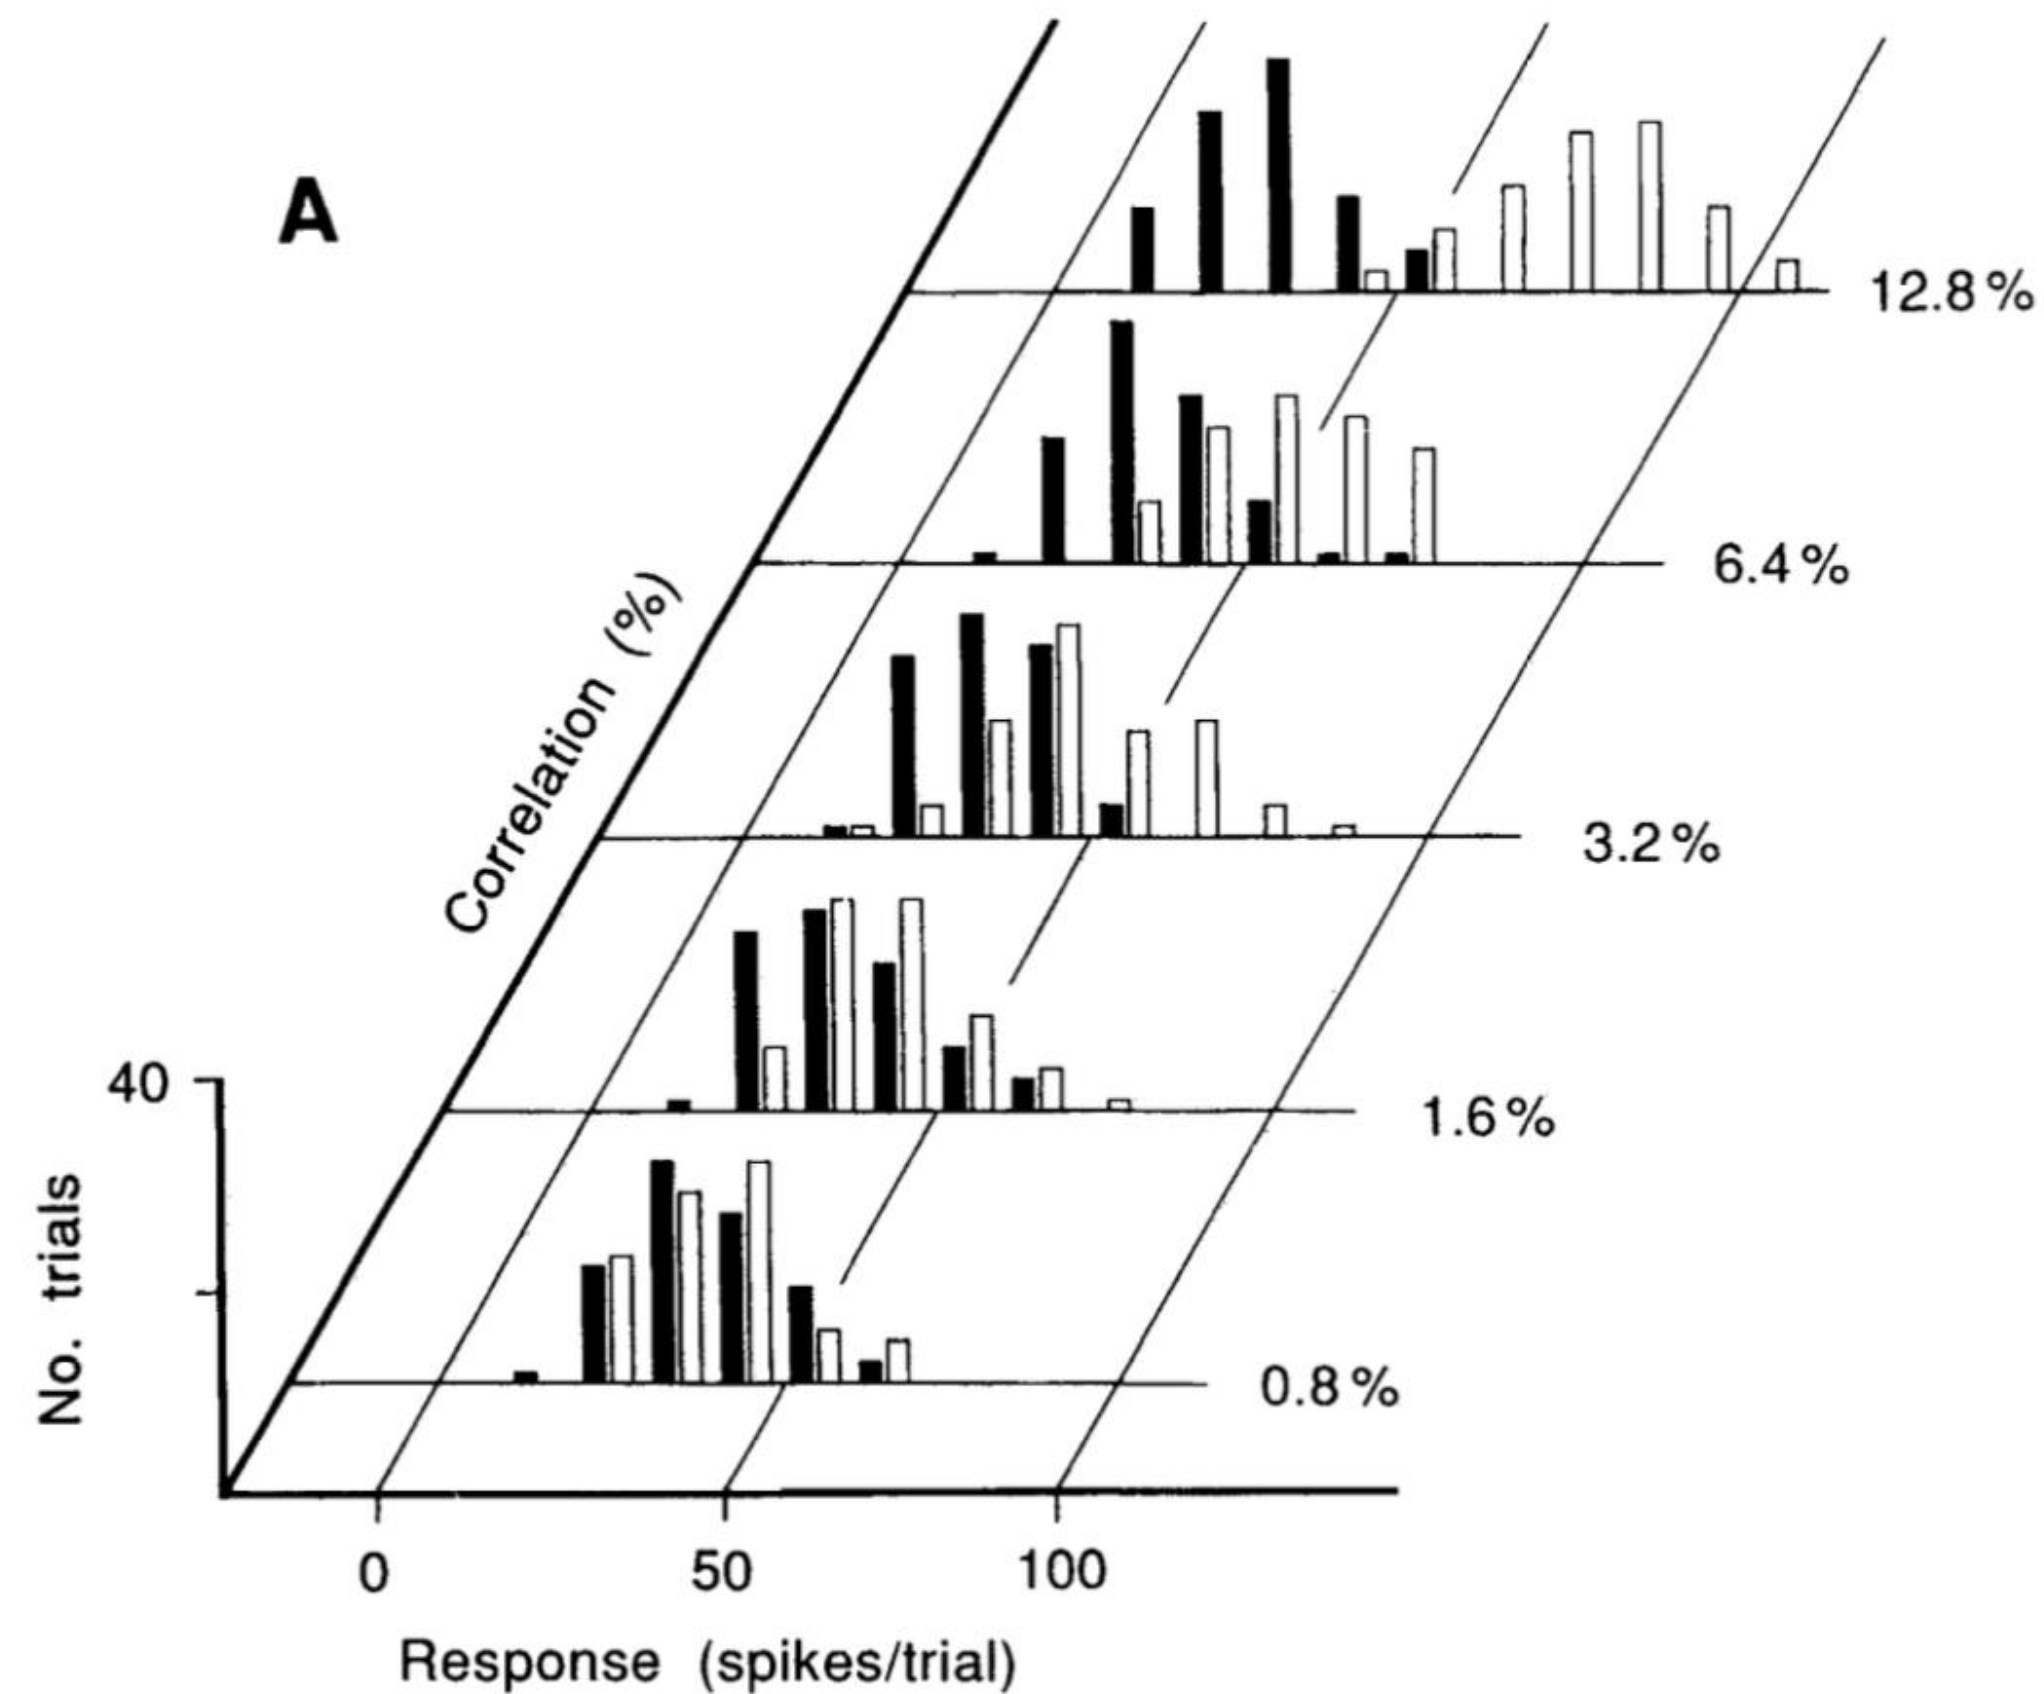 A
12.8%
6.4%
Correlation (%)
3.2%
1.6%
40
No. trials
0.8%
0 50 100
Response (spikes/trial)